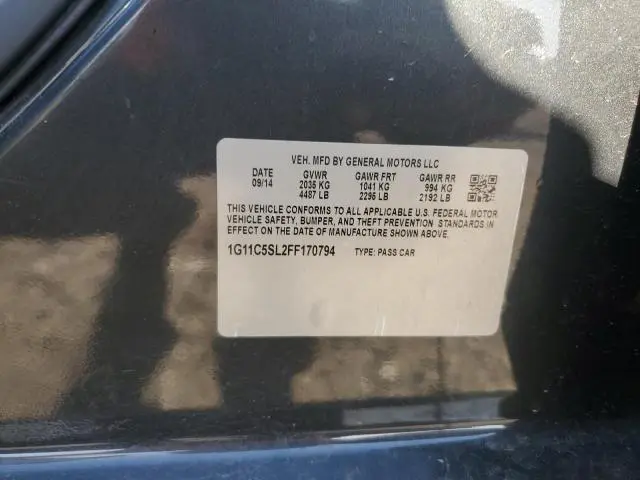 VEH. MFD BY GENERAL MOTORS LLC
DATE GVWR GAWR FRT GAWR RR
09/14 2035 KG 1041 KG 994 KG
4487 LB 2295 LB 2192 LB
THIS VEHICLE CONFORMS TO ALL APPLICABLE U.S. FEDERAL MOTOR
VEHICLE SAFETY, BUMPER, AND THEFT PREVENTION STANDARDS IN
EFFECT ON THE DATE OF MANUFACTURE SHOWN ABOVE.
1G11C5SL2FF170794 TYPE: PASS CAR